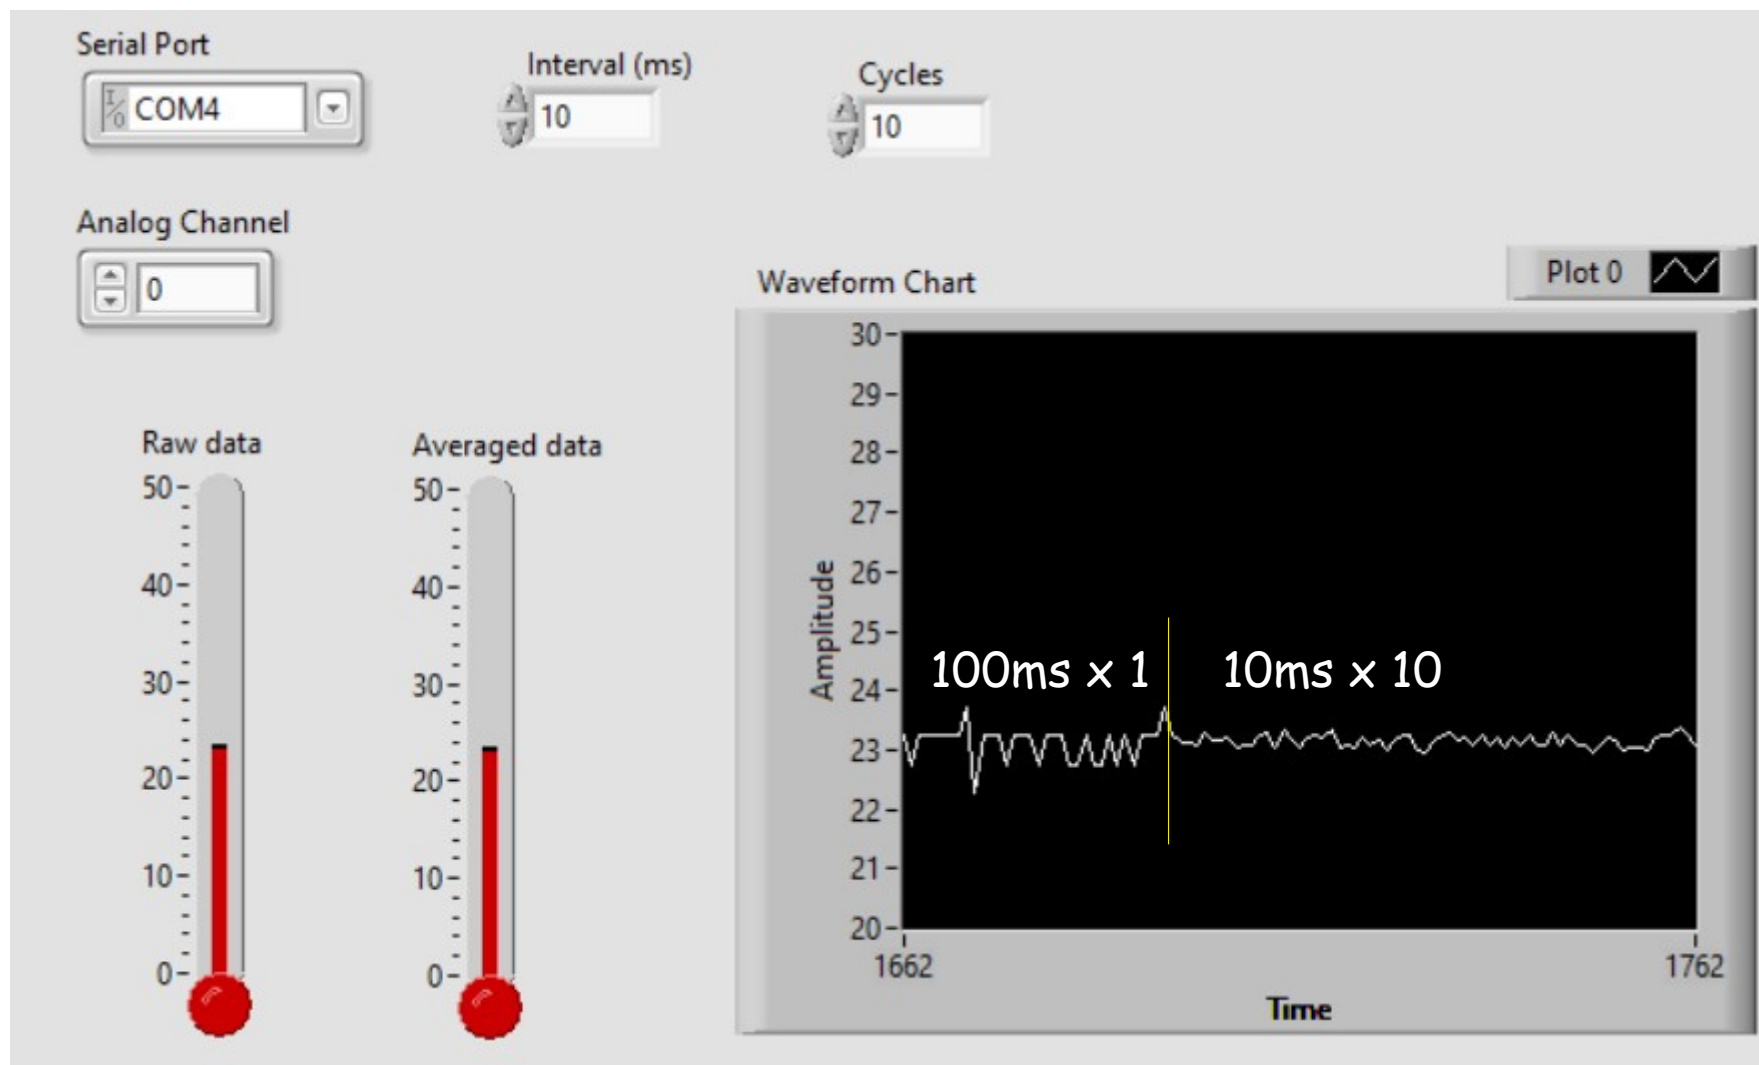 Serial Port
COM4
Interval (ms)
10
Cycles
10
Analog Channel
0
Raw data
50
40
30
20
10
0
Averaged data
50
40
30
20
10
0
Waveform Chart
Plot 0
Amplitude
30
29
28
27
26
25
24
23
22
21
20
100ms x 1
10ms x 10
1662
1762
Time